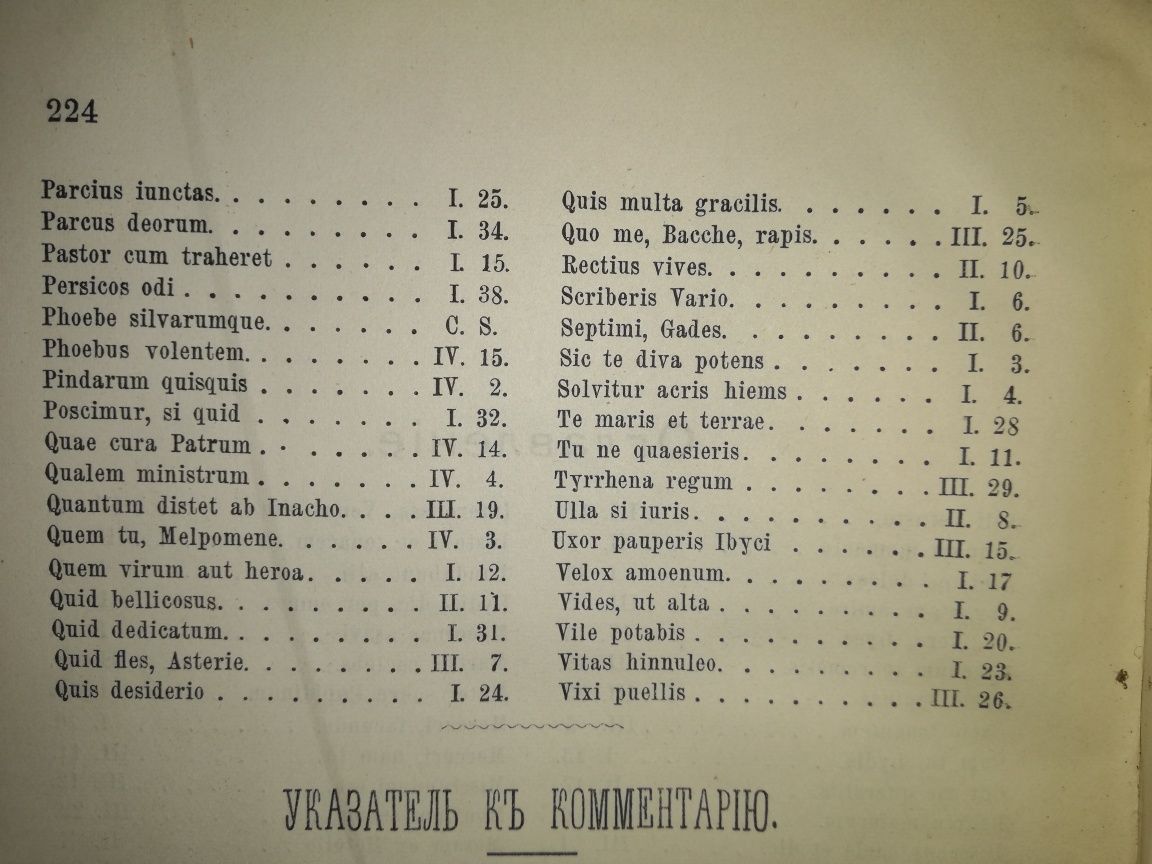 224
Parcius iunctas. . . . . . . . . I. 25.
Parcus deorum. . . . . . . . . I. 34.
Pastor cum traheret . . . . . . I. 15.
Persicos odi . . . . . . . . . . I. 38.
Phoebe silvarumque. . . . . . . C. S.
Phoebus volentem. . . . . . . . IV. 15.
Pindarum quisquis . . . . . . . IV. 2.
Poscimur, si quid . . . . . . . I. 32.
Quae cura Patrum . . . . . . . IV. 14.
Qualem ministrum . . . . . . . IV. 4.
Quantum distet ab Inacho. . . . III. 19.
Quem tu, Melpomene. . . . . . IV. 3.
Quem virum aut heroa. . . . . I. 12.
Quid bellicosus. . . . . . . . . II. 11.
Quid dedicatum. . . . . . . . . I. 31.
Quid fles, Asterie. . . . . . . . III. 7.
Quis desiderio . . . . . . . . . I. 24.
Quis multa gracilis. . . . . . . I. 5.
Quo me, Bacche, rapis. . . . . . III. 25.
Rectius vives. . . . . . . . . . II. 10.
Scriberis Vario. . . . . . . . . I. 6.
Septimi, Gades. . . . . . . . . II. 6.
Sic te diva potens . . . . . . . I. 3.
Solvitur acris hiems . . . . . . I. 4.
Te maris et terrae. . . . . . . I. 28
Tu ne quaesieris. . . . . . . . I. 11.
Tyrrhena regum . . . . . . . . III. 29.
Ulla si iuris. . . . . . . . . . II. 8.
Uxor pauperis Ibyci . . . . . . III. 15.
Velox amoenum. . . . . . . . . I. 17
Vides, ut alta . . . . . . . . . I. 9.
Vile potabis . . . . . . . . . . I. 20.
Vitas hinnuleo. . . . . . . . . I. 23.
Vixi puellis . . . . . . . . . . III. 26.
УКАЗАТЕЛЬ КЪ КОММЕНТАРІЮ.